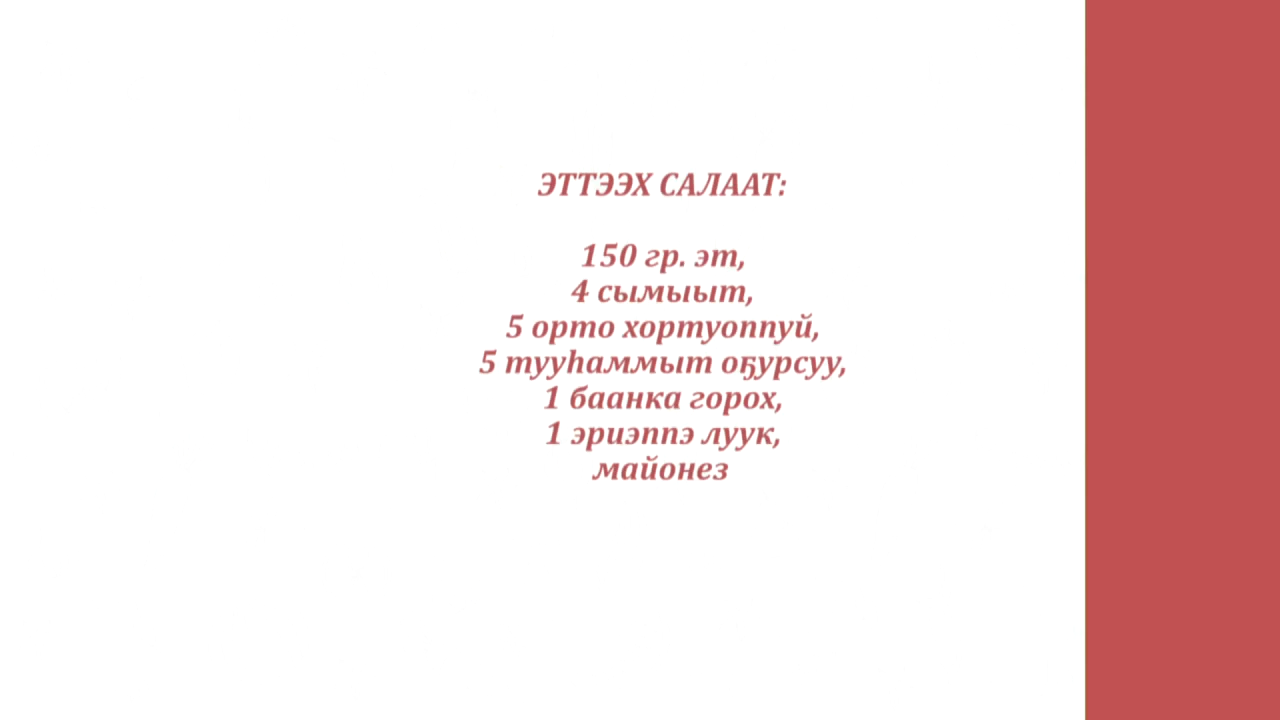 ЭТТЭЭХ САЛААТ:
150 гр. эт,
4 сымыыт,
5 орто хортуоппуй,
5 тууһаммыт оҕурсуу,
1 баанка горох,
1 эриэппэ луук,
майонез